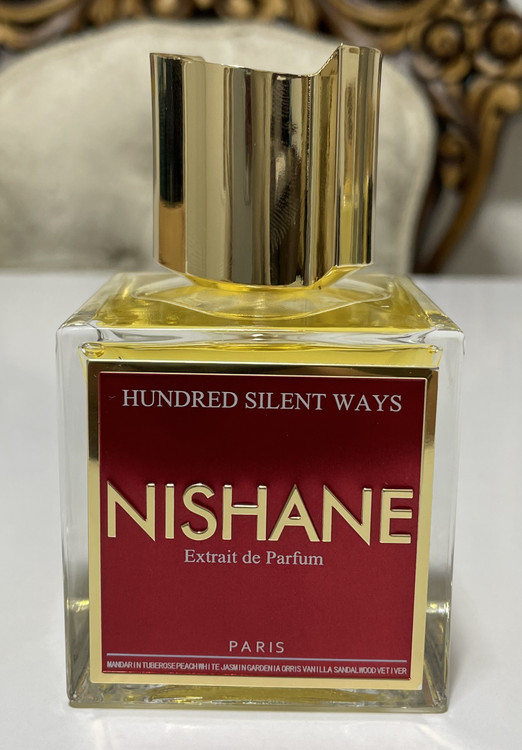 HUNDRED SILENT WAYS
NISHANE
Extrait de Parfum
PARIS
MANDARIN TUBEROSE PEACH WHITE JASMIN GARDENIA ORRIS VANILLA SANDALWOOD VETIVER